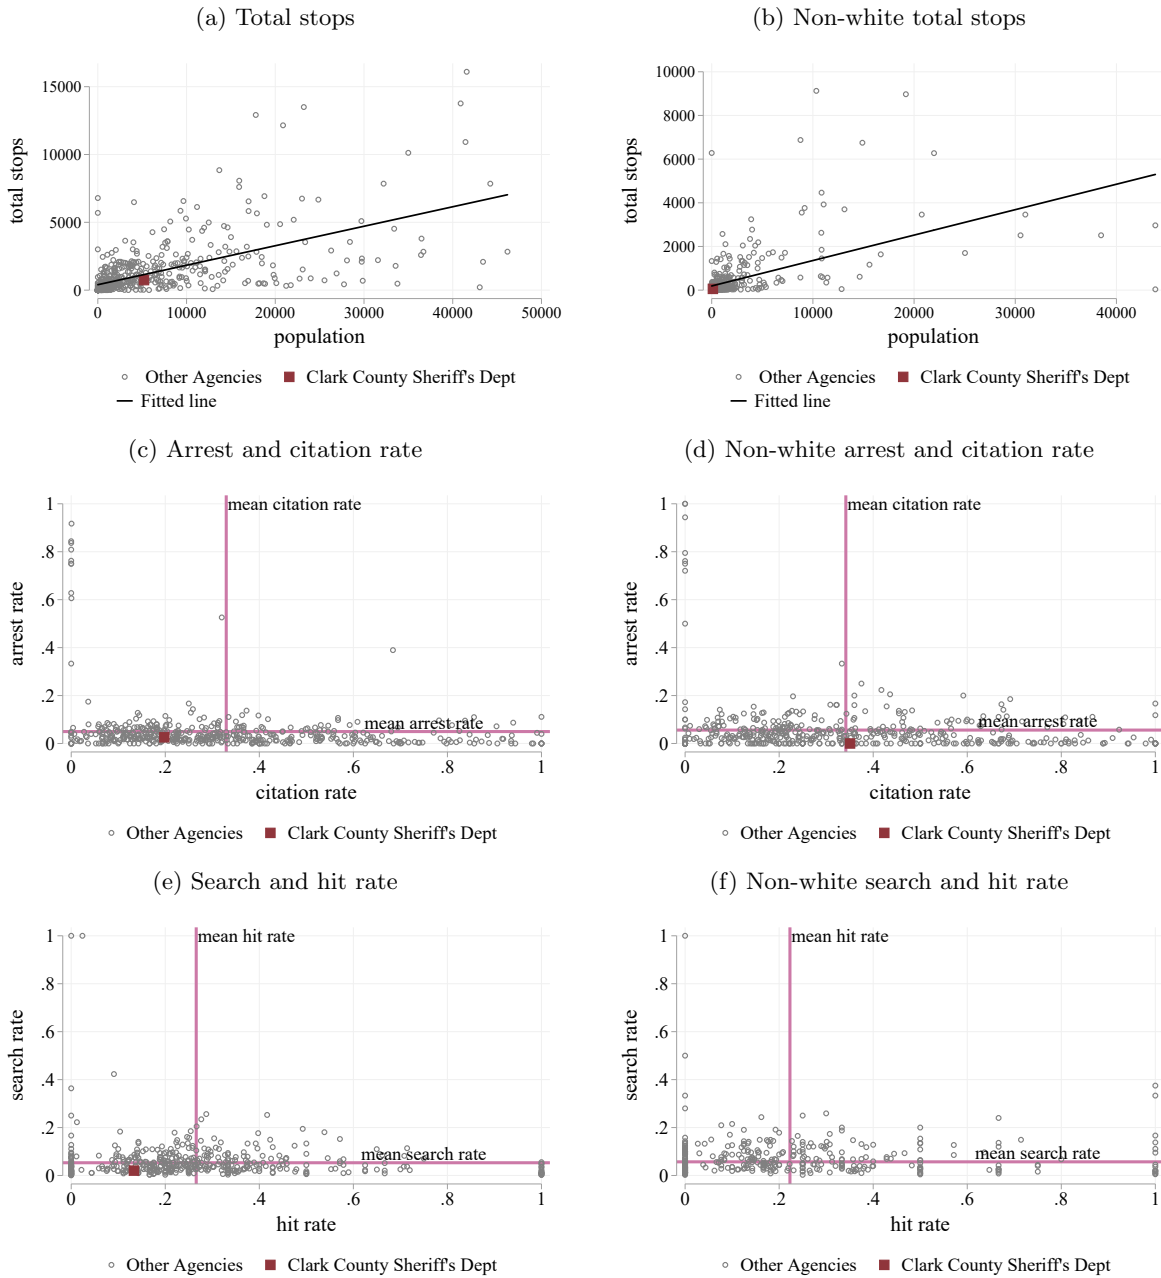 (a) Total stops
(b) Non-white total stops
total stops
15000
10000
5000
0
0 10000 20000 30000 40000 50000
population
Other Agencies Clark County Sheriff's Dept
Fitted line
total stops
10000
8000
6000
4000
2000
0
0 10000 20000 30000 40000
population
Other Agencies Clark County Sheriff's Dept
Fitted line
(c) Arrest and citation rate
(d) Non-white arrest and citation rate
arrest rate
1
.8
.6
.4
.2
0
mean citation rate
mean arrest rate
0 .2 .4 .6 .8 1
citation rate
Other Agencies Clark County Sheriff's Dept
arrest rate
1
.8
.6
.4
.2
0
mean citation rate
mean arrest rate
0 .2 .4 .6 .8 1
citation rate
Other Agencies Clark County Sheriff's Dept
(e) Search and hit rate
(f) Non-white search and hit rate
search rate
1
.8
.6
.4
.2
0
mean hit rate
mean search rate
0 .2 .4 .6 .8 1
hit rate
Other Agencies Clark County Sheriff's Dept
search rate
1
.8
.6
.4
.2
0
mean hit rate
mean search rate
0 .2 .4 .6 .8 1
hit rate
Other Agencies Clark County Sheriff's Dept